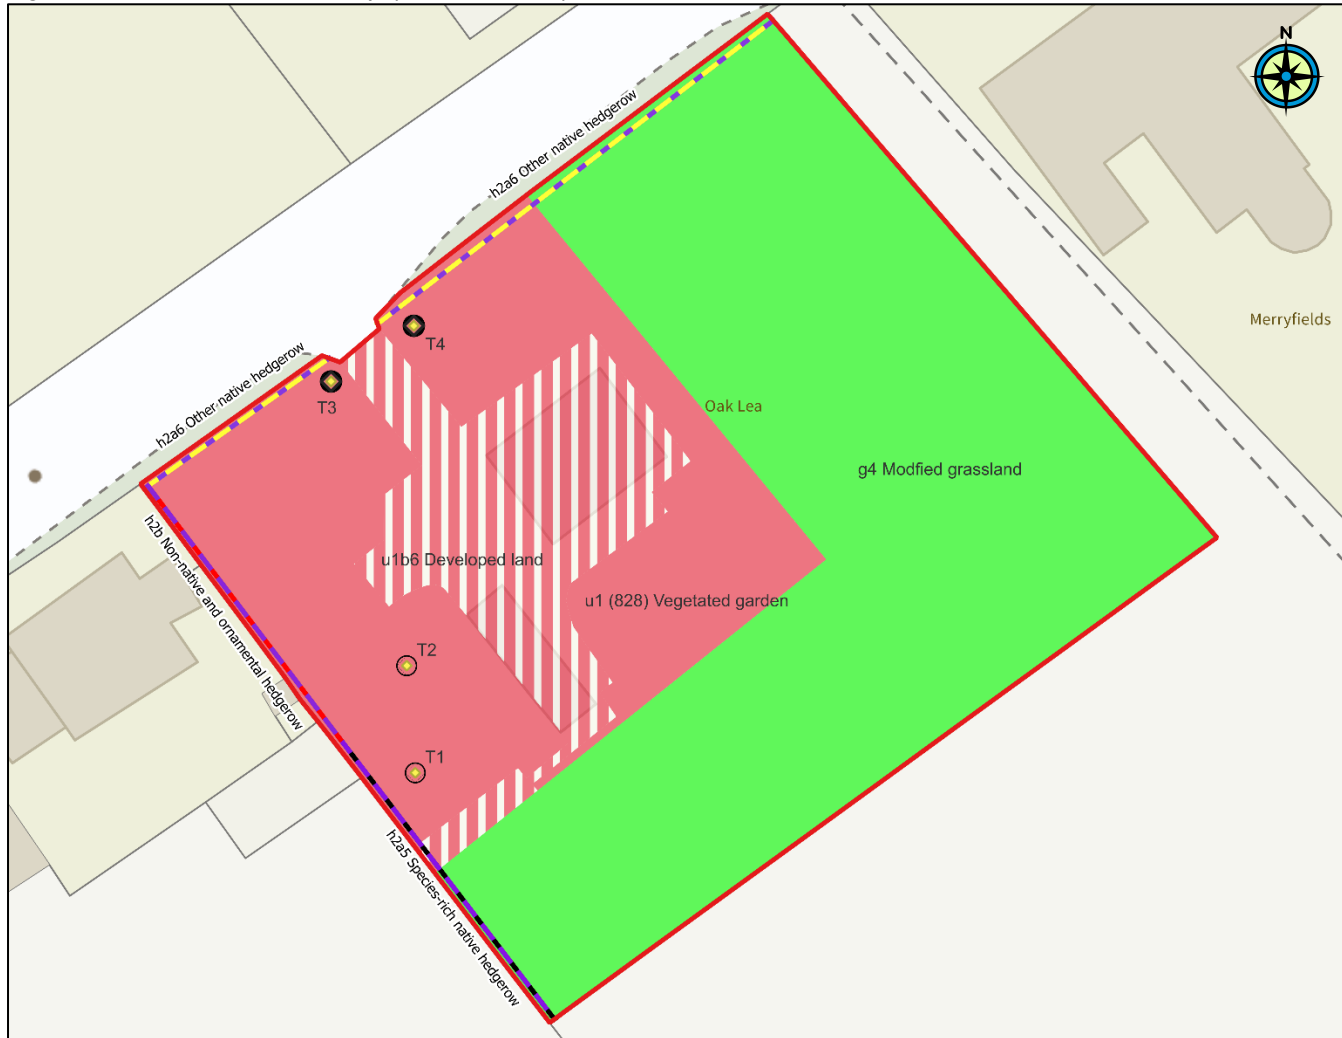 N
h2a6 Other native hedgerow
Merryfields
T4
h2a6 Other native hedgerow
T3
Oak Lea
g4 Modfied grassland
h2b Non-native and ornamental hedgerow
u1b6 Developed land
u1 (828) Vegetated garden
T2
T1
h2a5 Species-rich native hedgerow